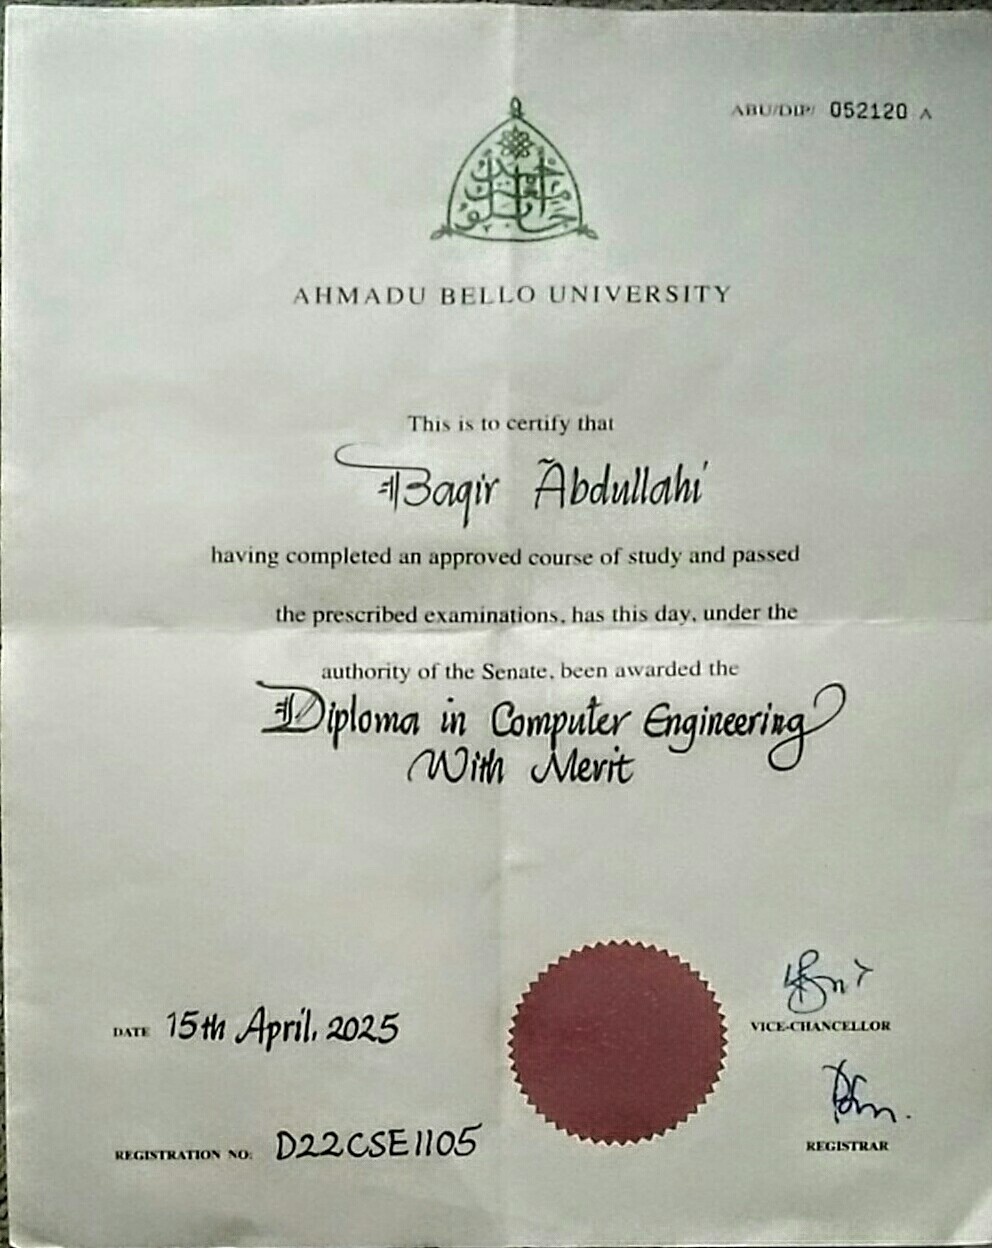 ABU/DIP/ 052120 A
AHMADU BELLO UNIVERSITY
This is to certify that
Baqir Abdullahi
having completed an approved course of study and passed
the prescribed examinations, has this day, under the
authority of the Senate, been awarded the
Diploma in Computer Engineering
With Merit
DATE 15th April, 2025
VICE-CHANCELLOR
REGISTRATION NO: D22CSE1105
REGISTRAR